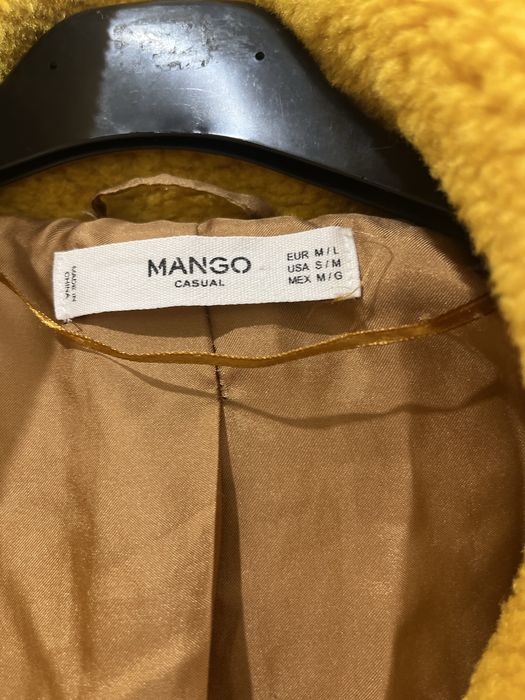 MADE IN
CHINA
MANGO
CASUAL
EUR M / L
USA S / M
MEX M / G